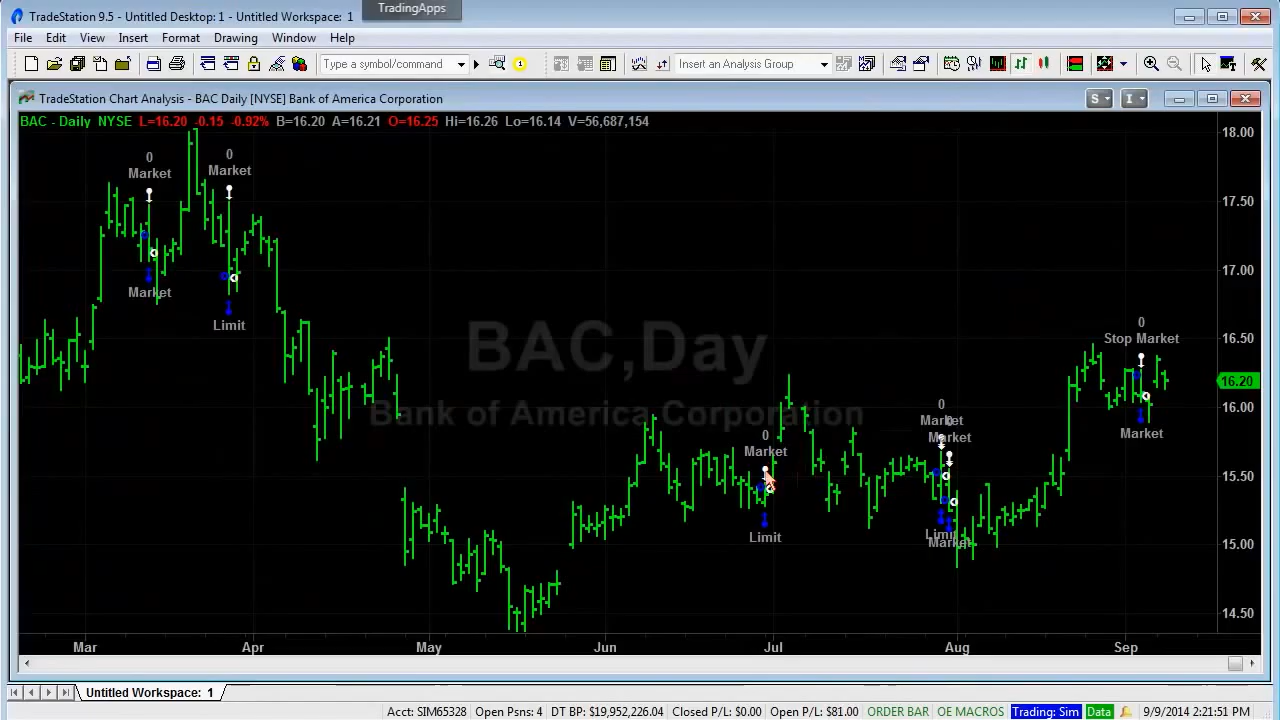 TradingApps
TradeStation 9.5 - Untitled Desktop: 1 - Untitled Workspace: 1
File Edit View Insert Format Drawing Window Help
Type a symbol/command Insert an Analysis Group
TradeStation Chart Analysis - BAC Daily [NYSE] Bank of America Corporation
S I
BAC - Daily NYSE L=16.20 -0.15 -0.92% B=16.20 A=16.21 O=16.25 Hi=16.26 Lo=16.14 V=56,687,154
18.00
0 0
Market Market
17.50
17.00
Market
Limit
0
Stop Market
16.50
BAC,Day
16.20
Bank of America Corporation
16.00
0
Market
Market
Market
0
Market
15.50
Limit
Limit
Market
15.00
14.50
Mar Apr May Jun Jul Aug Sep
Untitled Workspace: 1
Acct: SIM65328 Open Psns: 4 DT BP: $19,952,226.04 Closed P/L: $0.00 Open P/L: $81.00 ORDER BAR OE MACROS Trading: Sim Data 9/9/2014 2:21:51 PM